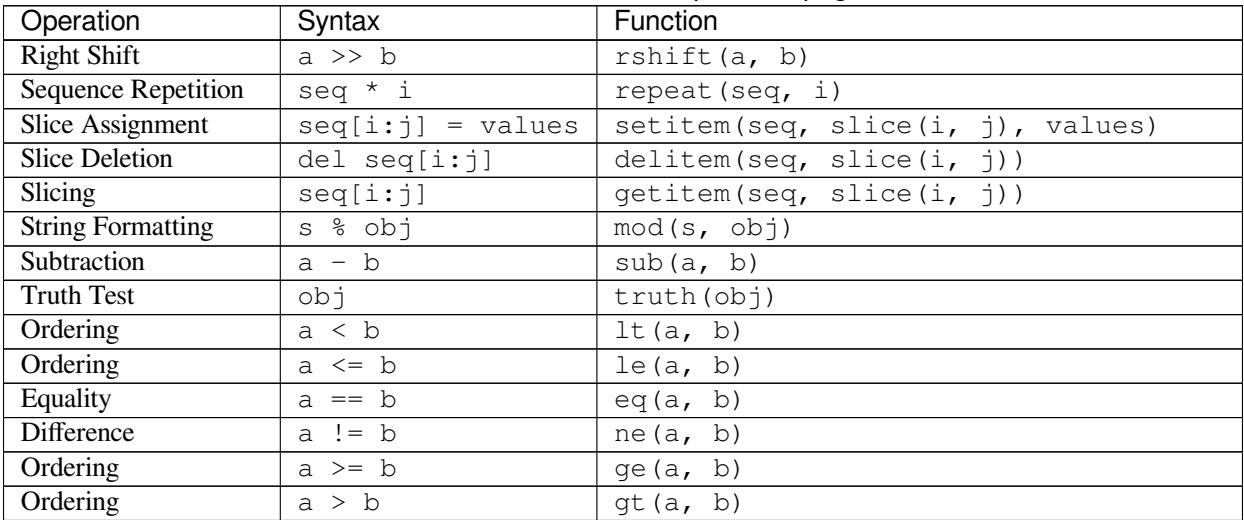 Operation Syntax Function
Right Shift a >> b rshift(a, b)
Sequence Repetition seq * i repeat(seq, i)
Slice Assignment seq[i:j] = values setitem(seq, slice(i, j), values)
Slice Deletion del seq[i:j] delitem(seq, slice(i, j))
Slicing seq[i:j] getitem(seq, slice(i, j))
String Formatting s % obj mod(s, obj)
Subtraction a - b sub(a, b)
Truth Test obj truth(obj)
Ordering a < b lt(a, b)
Ordering a <= b le(a, b)
Equality a == b eq(a, b)
Difference a != b ne(a, b)
Ordering a >= b ge(a, b)
Ordering a > b gt(a, b)